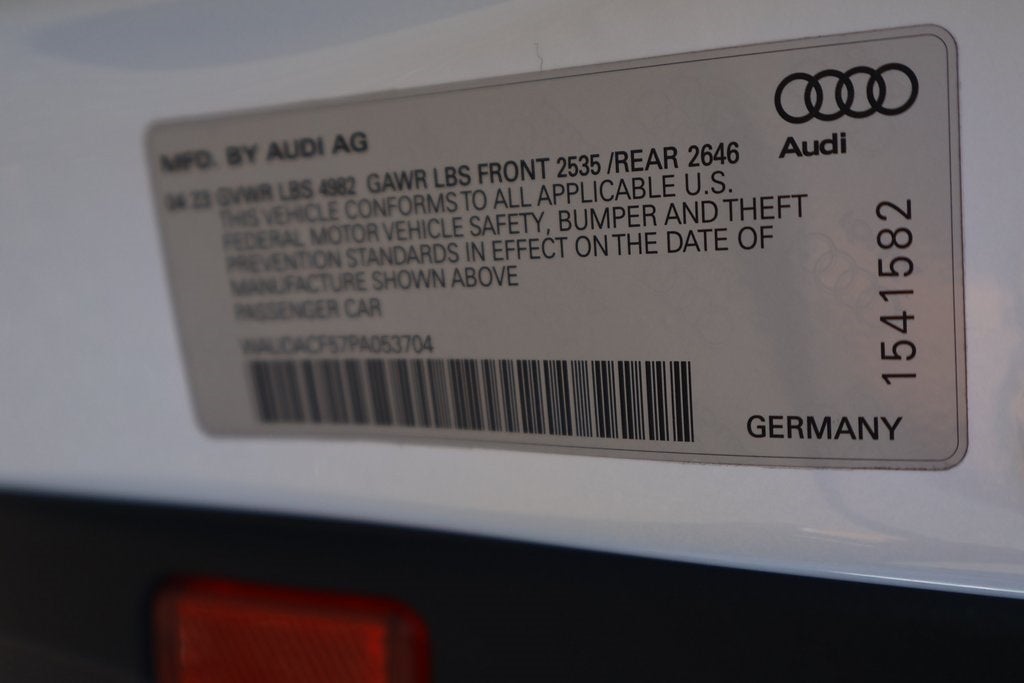 MFD. BY AUDI AG
04 23 GVWR LBS 4982 GAWR LBS FRONT 2535 /REAR 2646
THIS VEHICLE CONFORMS TO ALL APPLICABLE U.S.
FEDERAL MOTOR VEHICLE SAFETY, BUMPER AND THEFT
PREVENTION STANDARDS IN EFFECT ON THE DATE OF
MANUFACTURE SHOWN ABOVE
PASSENGER CAR
WAUDACF57PA053704
Audi
1541582
GERMANY